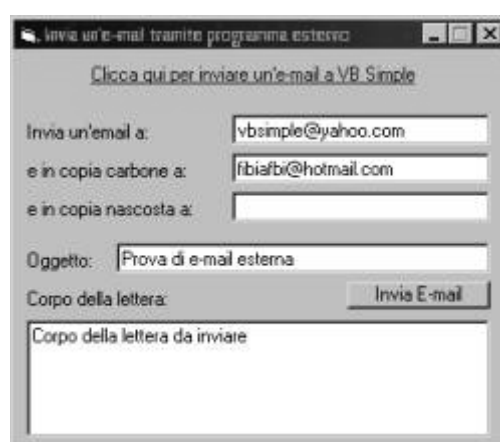 Invia un'e-mail tramite programma esterno
Clicca qui per inviare un'e-mail a VB Simple
Invia un'email a: vbsimple@yahoo.com
e in copia carbone a: fibiafbi@hotmail.com
e in copia nascosta a:
Oggetto: Prova di e-mail esterna
Corpo della lettera: Invia E-mail
Corpo della lettera da inviare